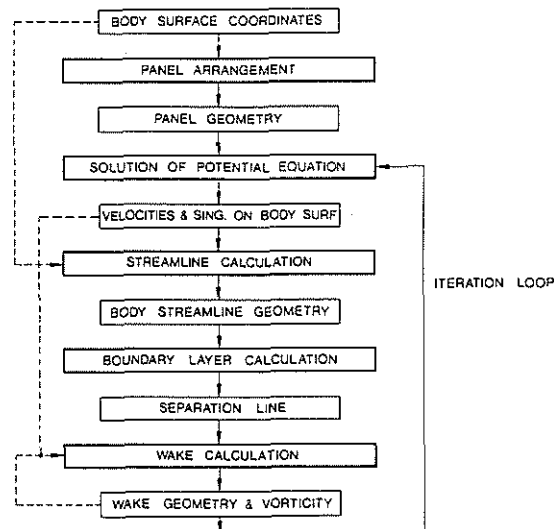 BODY SURFACE COORDINATES
PANEL ARRANGEMENT
PANEL GEOMETRY
SOLUTION OF POTENTIAL EQUATION
VELOCITIES & SING. ON BODY SURF
STREAMLINE CALCULATION
ITERATION LOOP
BODY STREAMLINE GEOMETRY
BOUNDARY LAYER CALCULATION
SEPARATION LINE
WAKE CALCULATION
WAKE GEOMETRY & VORTICITY